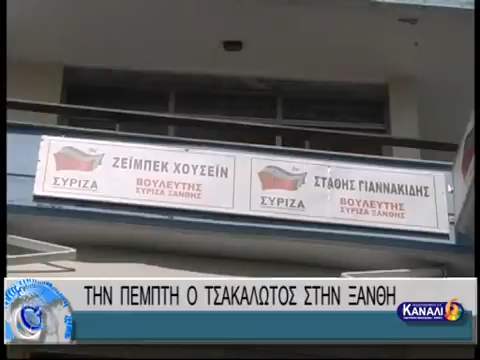 ΖΕΪΜΠΕΚ ΧΟΥΣΕΪΝ
ΒΟΥΛΕΥΤΗΣ
ΣΥΡΙΖΑ ΞΑΝΘΗΣ
ΣΥΡΙΖΑ
ΣΤΑΘΗΣ ΓΙΑΝΝΑΚΙΔΗΣ
ΒΟΥΛΕΥΤΗΣ
ΣΥΡΙΖΑ ΞΑΝΘΗΣ
ΣΥΡΙΖΑ
ΤΗΝ ΠΕΜΠΤΗ Ο ΤΣΑΚΑΛΩΤΟΣ ΣΤΗΝ ΞΑΝΘΗ
ΚΑΝΑΛΙ 6